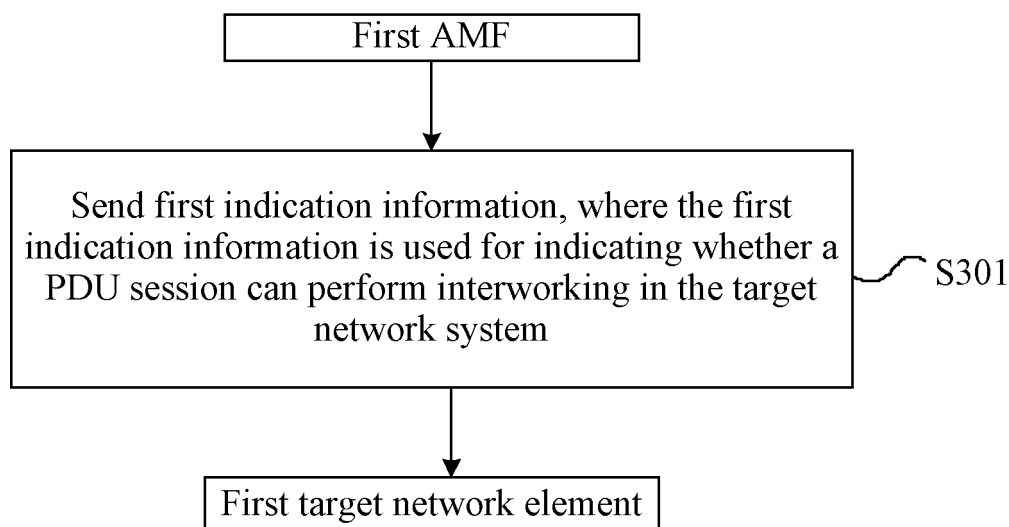 First AMF
Send first indication information, where the first
indication information is used for indicating whether a
PDU session can perform interworking in the target
network system
S301
First target network element